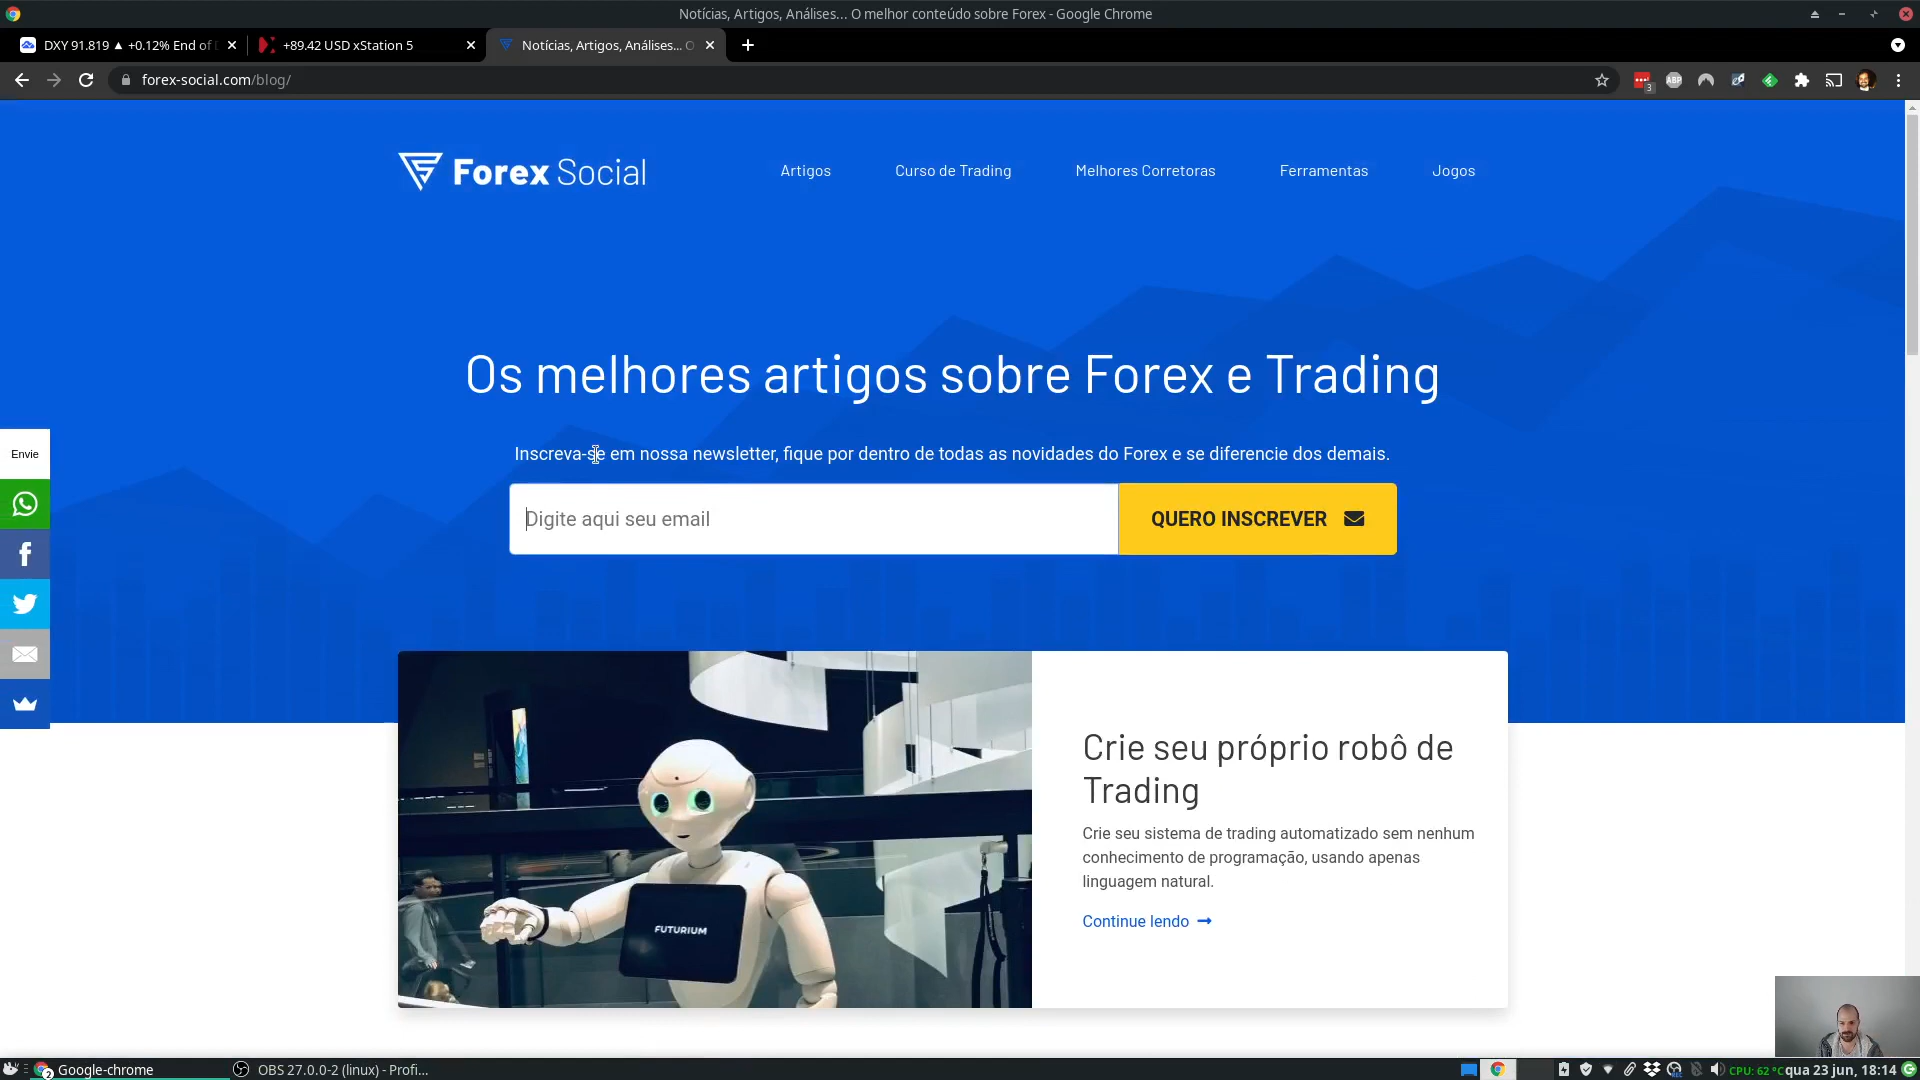 Notícias, Artigos, Análises... O melhor conteúdo sobre Forex - Google Chrome
DXY 91.819 ▲ +0.12% End of
+89.42 USD xStation 5
Notícias, Artigos, Análises... O
forex-social.com/blog/
3
ABP
Forex Social
Artigos
Curso de Trading
Melhores Corretoras
Ferramentas
Jogos
Os melhores artigos sobre Forex e Trading
Inscreva-se em nossa newsletter, fique por dentro de todas as novidades do Forex e se diferencie dos demais.
Digite aqui seu email
QUERO INSCREVER
Envie
Crie seu próprio robô de
Trading
Crie seu sistema de trading automatizado sem nenhum
conhecimento de programação, usando apenas
linguagem natural.
Continue lendo →
FUTURIUM
2
Google-chrome
OBS 27.0.0-2 (linux) - Profi...
CPU: 62 °C
qua 23 jun, 18:14